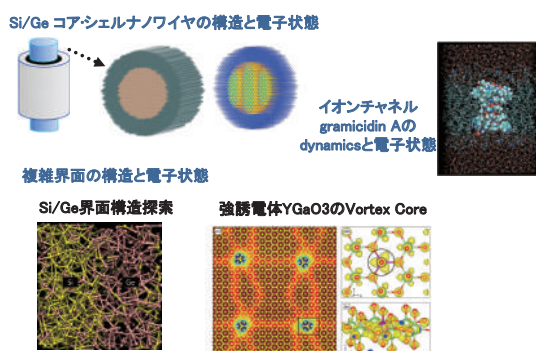 Si/Ge コア・シェルナノワイヤの構造と電子状態
イオンチャネル
gramicidin Aの
dynamicsと電子状態
複雑界面の構造と電子状態
Si/Ge界面構造探索
強誘電体YGaO3のVortex Core